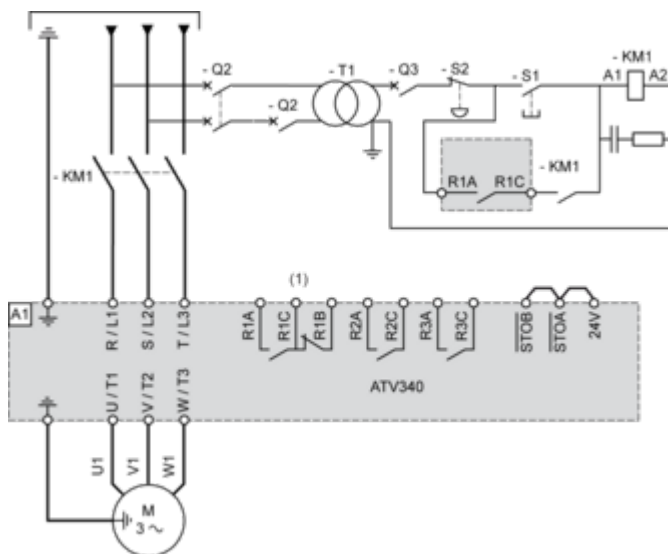 - Q2
- T1
- Q3
- S2
- S1
- KM1
A1
A2
- Q2
- KM1
R1A
R1C
- KM1
(1)
A1
R / L1
S / L2
T / L3
R1A
R1C
R1B
R2A
R2C
R3A
R3C
STOB
STOA
24V
U / T1
V / T2
W / T3
ATV340
U1
V1
W1
M
3 ~